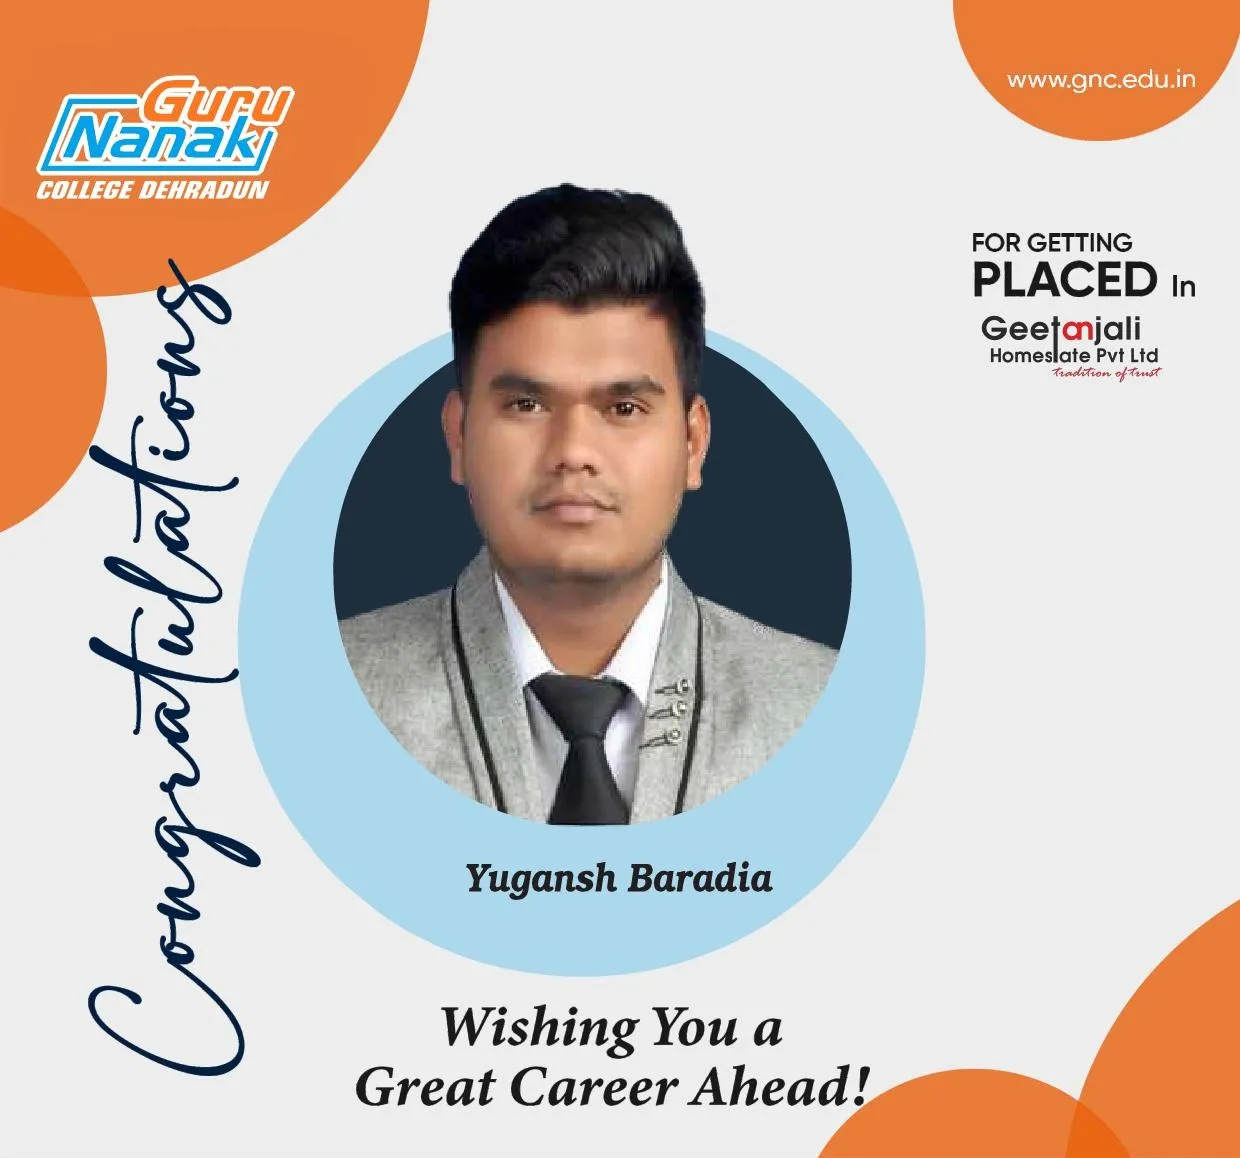 Guru
Nanak
COLLEGE DEHRADUN
www.gnc.edu.in
Congratulations
FOR GETTING
PLACED In
Geetanjali
Homestate Pvt Ltd
tradition of trust
Yugansh Baradia
Wishing You a
Great Career Ahead!